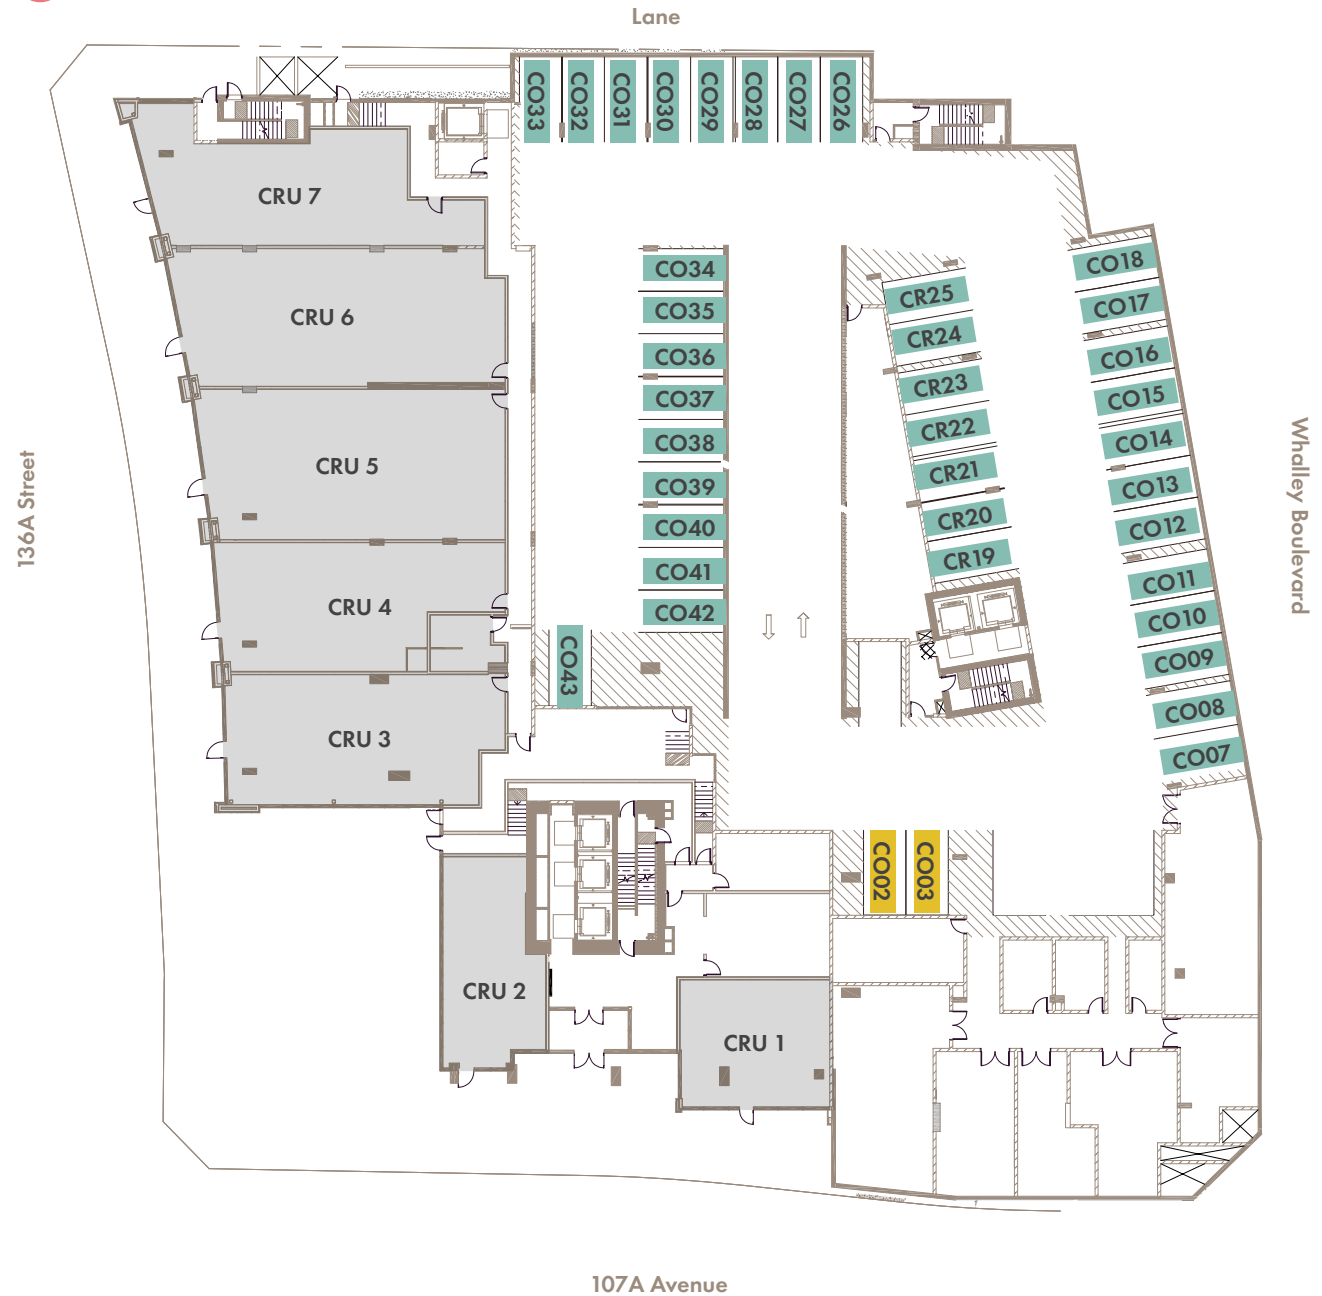 Lane
CO33
CO32
CO31
CO30
CO29
CO28
CO27
CO26
CRU 7
CRU 6
CRU 5
CRU 4
CRU 3
CRU 2
CRU 1
CO34
CO35
CO36
CO37
CO38
CO39
CO40
CO41
CO42
CO43
CR25
CR24
CR23
CR22
CR21
CR20
CR19
CO18
CO17
CO16
CO15
CO14
CO13
CO12
CO11
CO10
CO09
CO08
CO07
CO02
CO03
136A Street
Whalley Boulevard
107A Avenue